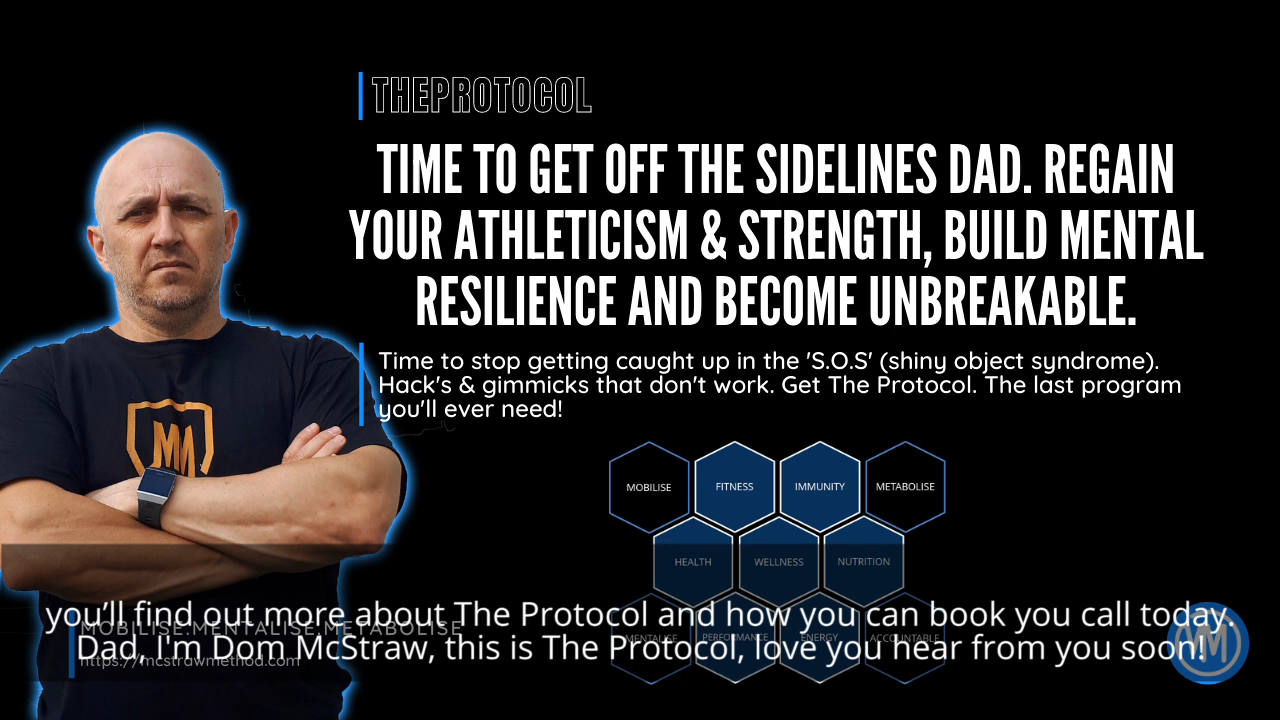 THEPROTOCOL
TIME TO GET OFF THE SIDELINES DAD. REGAIN
YOUR ATHLETICISM & STRENGTH, BUILD MENTAL
RESILIENCE AND BECOME UNBREAKABLE.
Time to stop getting caught up in the 'S.O.S' (shiny object syndrome).
Hack's & gimmicks that don't work. Get The Protocol. The last program
you'll ever need!
MM
MOBILISE FITNESS IMMUNITY METABOLISE
HEALTH WELLNESS NUTRITION
MENTALISE PERFORMANCE ENERGY ACCOUNTABLE
you’ll find out more about The Protocol and how you can book you call today.
Dad, I'm Dom McStraw, this is The Protocol, love you hear from you soon!
MOBILISE.MENTALISE.METABOLISE
https://mcstrawmethod.com
MM